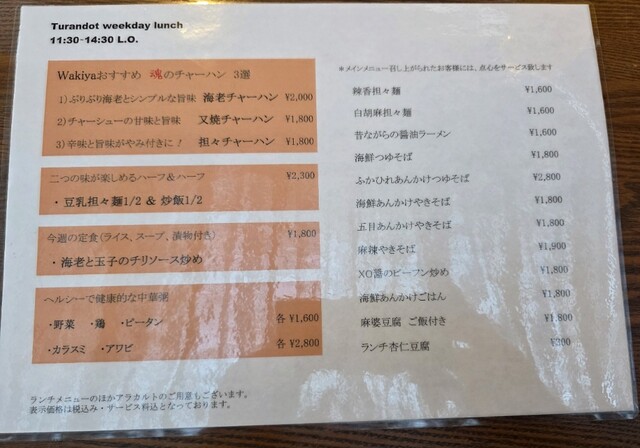 Turandot weekday lunch
11:30-14:30 L.O.
Wakiyaおすすめ 魂のチャーハン 3選
1) ぷりぷり海老とシンプルな旨味 海老チャーハン ¥2,000
2) チャーシューの甘味と旨味 叉焼チャーハン ¥1,800
3) 辛味と旨味がやみ付きに! 担々チャーハン ¥1,800
二つの味が楽しめるハーフ&ハーフ ¥2,300
・豆乳担々麺1/2 & 炒飯1/2
今週の定食(ライス、スープ、漬物付き) ¥1,800
・海老と玉子のチリソース炒め
ヘルシーで健康的な中華粥
・野菜 ・鶏 ・ピータン 各 ¥1,600
・カラスミ ・アワビ 各 ¥2,800
ランチメニューのほかアラカルトのご用意もございます。
表示価格は税込み・サービス料込となっております。
*メインメニュー召し上がられたお客様には、点心をサービス致します
辣香担々麺 ¥1,600
白胡麻担々麺 ¥1,600
昔ながらの醤油ラーメン ¥1,600
海鮮つゆそば ¥1,800
ふかひれあんかけつゆそば ¥2,800
海鮮あんかけやきそば ¥1,800
五目あんかけやきそば ¥1,800
麻辣やきそば ¥1,900
XO醤のビーフン炒め ¥1,800
海鮮あんかけごはん ¥1,800
麻婆豆腐 ご飯付き ¥1,800
ランチ杏仁豆腐 ¥300